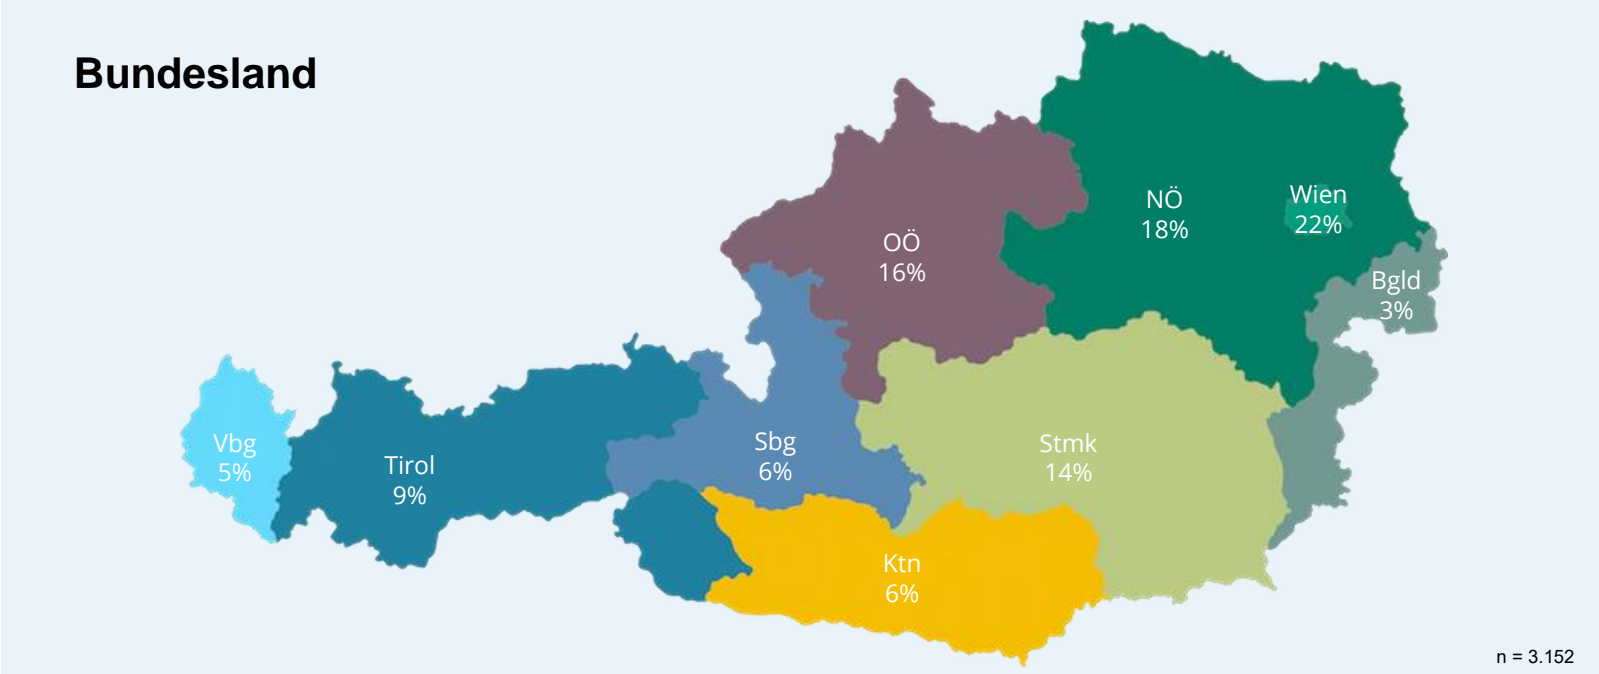 Bundesland
NÖ
18%
Wien
22%
OÖ
16%
Bgld
3%
Vbg
5%
Tirol
9%
Sbg
6%
Stmk
14%
Ktn
6%
n = 3.152